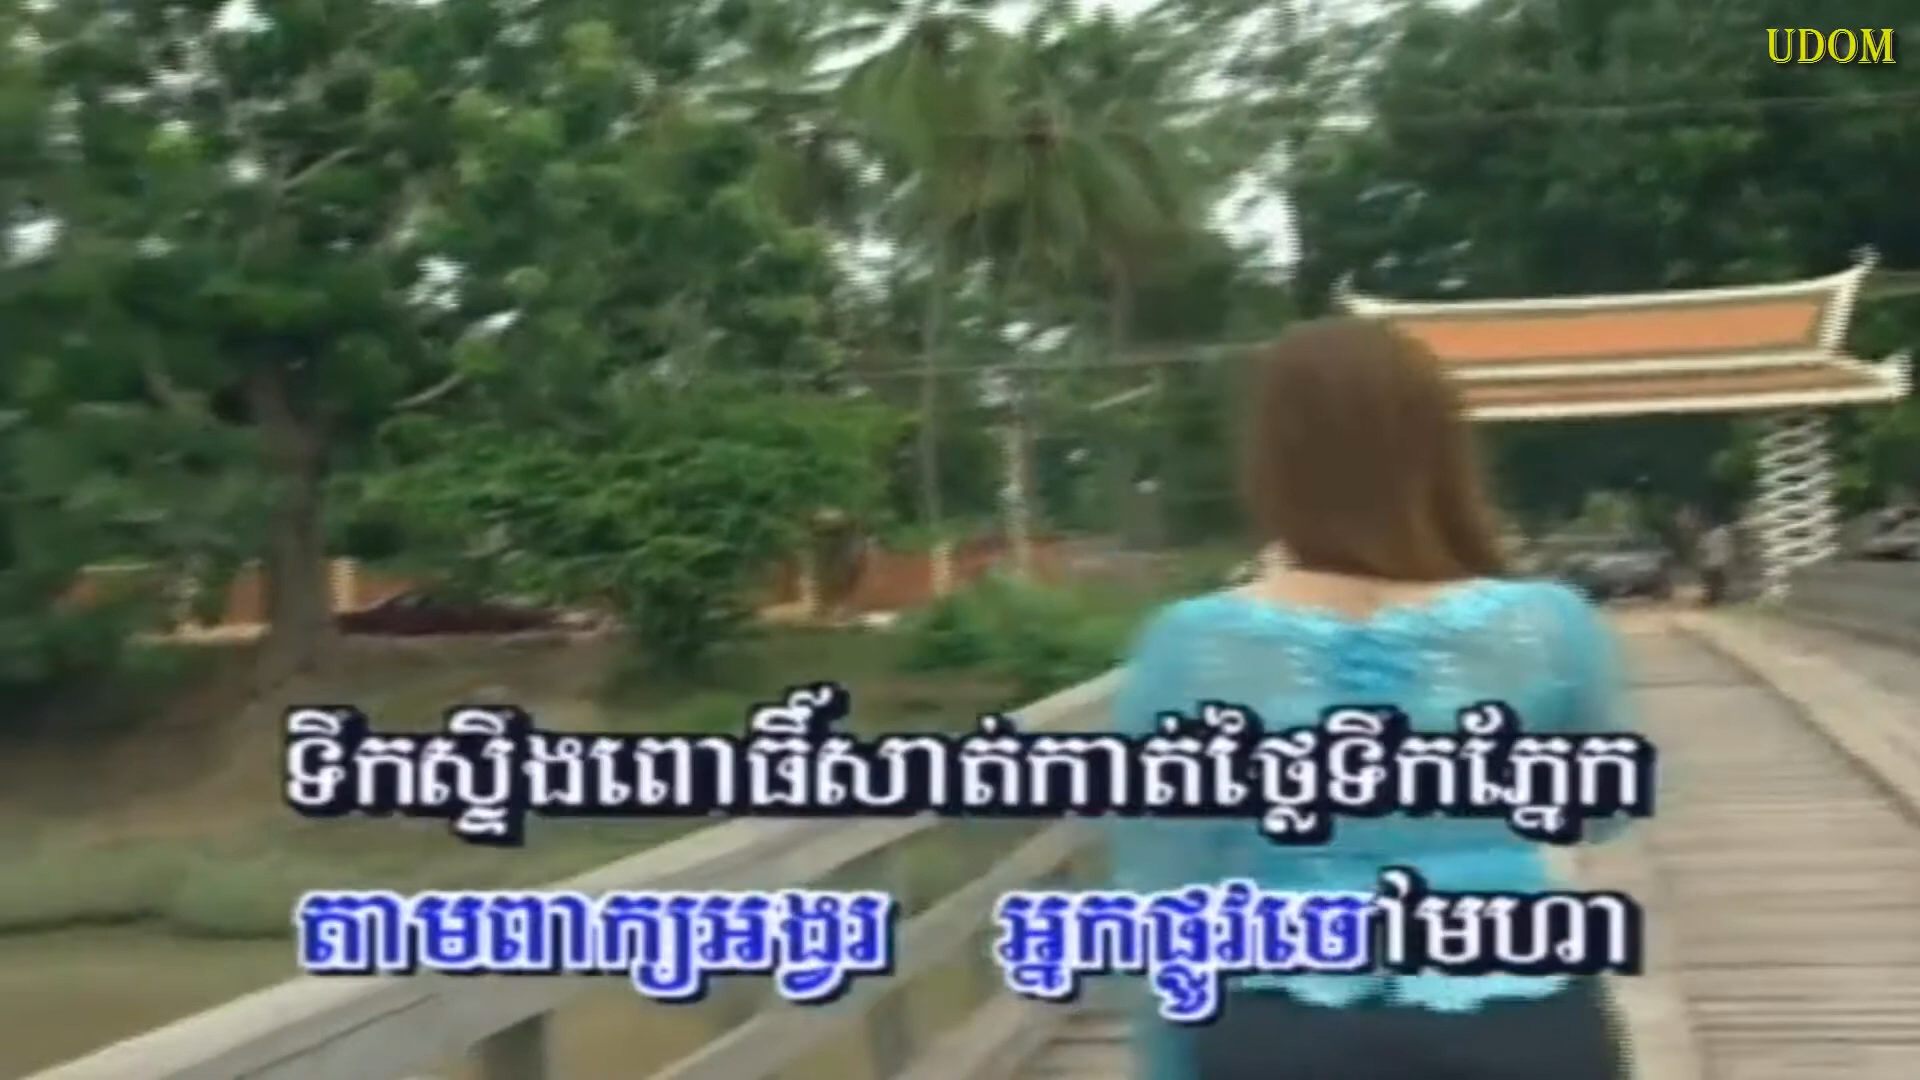 UDOM
ទឹកស្ទឹងពោធិ៍សាត់កាត់ថ្លៃទឹកភ្នែក
តាមពាក្យអង្វរ អ្នកផ្លូវចៅមហា